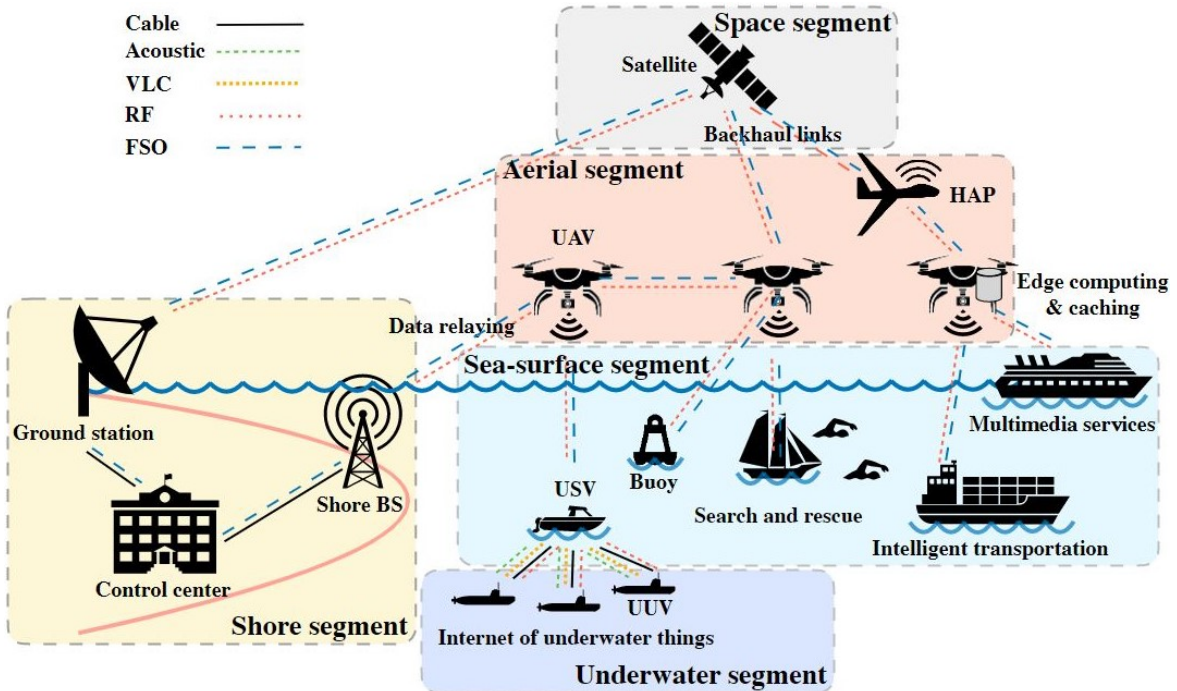 Cable
Acoustic
VLC
RF
FSO
Space segment
Satellite
Backhaul links
Aerial segment
HAP
UAV
Edge computing
& caching
Data relaying
Sea-surface segment
Ground station
Multimedia services
Shore BS
Buoy
USV
Search and rescue
Intelligent transportation
Control center
UUV
Shore segment
Internet of underwater things
Underwater segment